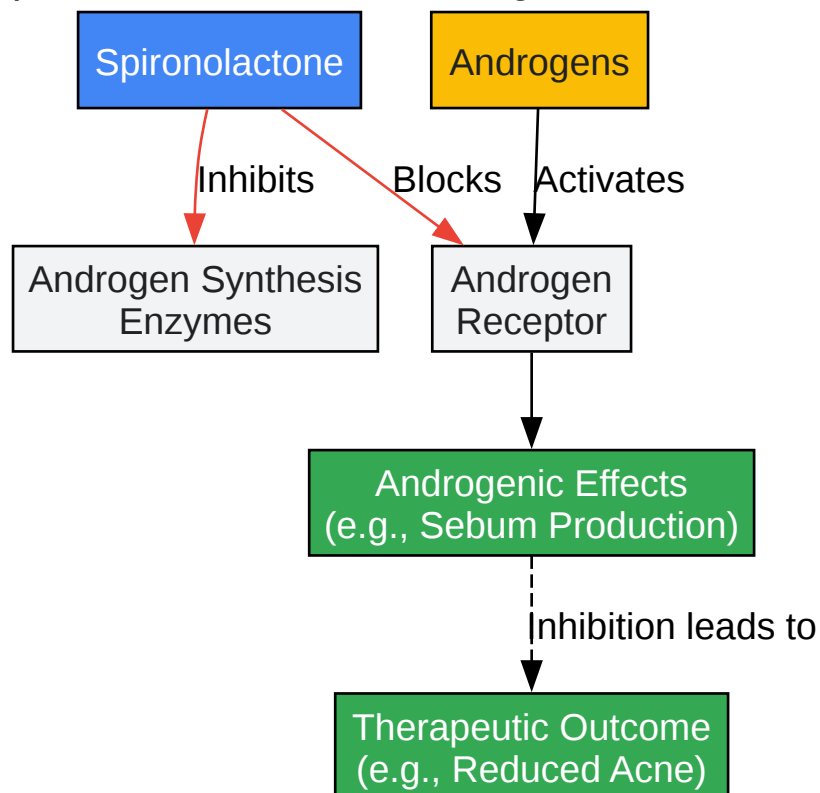 Spironolactone
Androgens
Inhibits
Blocks
Activates
Androgen Synthesis
Enzymes
Androgen
Receptor
Androgenic Effects
(e.g., Sebum Production)
Inhibition leads to
Therapeutic Outcome
(e.g., Reduced Acne)